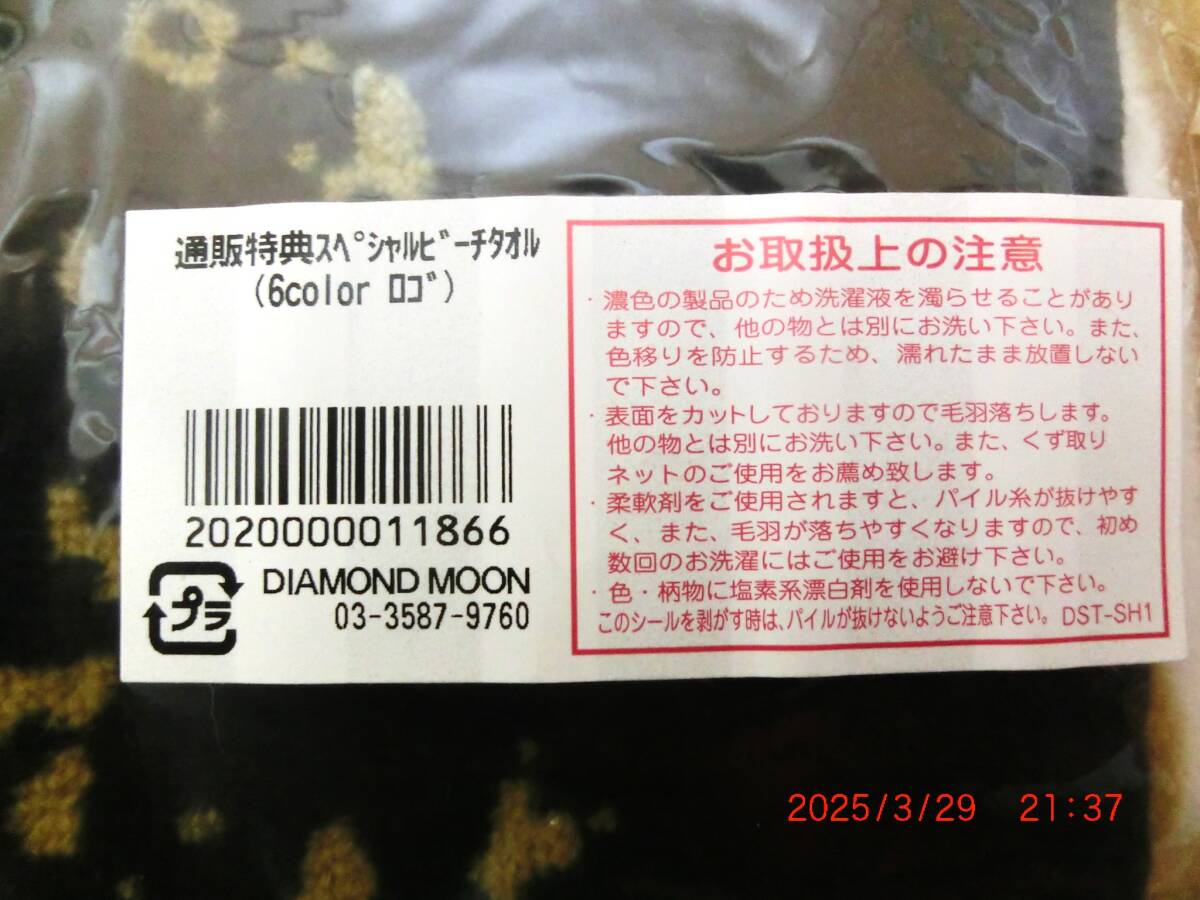 通販特典ｽﾍﾟｼｬﾙﾋﾞｰﾁﾀｵﾙ
(6color ﾛｺﾞ)
2020000011866
プラ
DIAMOND MOON
03-3587-9760
お取扱上の注意
・濃色の製品のため洗濯液を濁らせることがあり
ますので、他の物とは別にお洗い下さい。また、
色移りを防止するため、濡れたまま放置しない
で下さい。
・表面をカットしておりますので毛羽落ちします。
他の物とは別にお洗い下さい。また、くず取り
ネットのご使用をお薦め致します。
・柔軟剤をご使用されますと、パイル糸が抜けやす
く、また、毛羽が落ちやすくなりますので、初め
数回のお洗濯にはご使用をお避け下さい。
・色・柄物に塩素系漂白剤を使用しないで下さい。
このシールを剥がす時は、パイルが抜けないようご注意下さい。 DST-SH1
2025/3/29 21:37